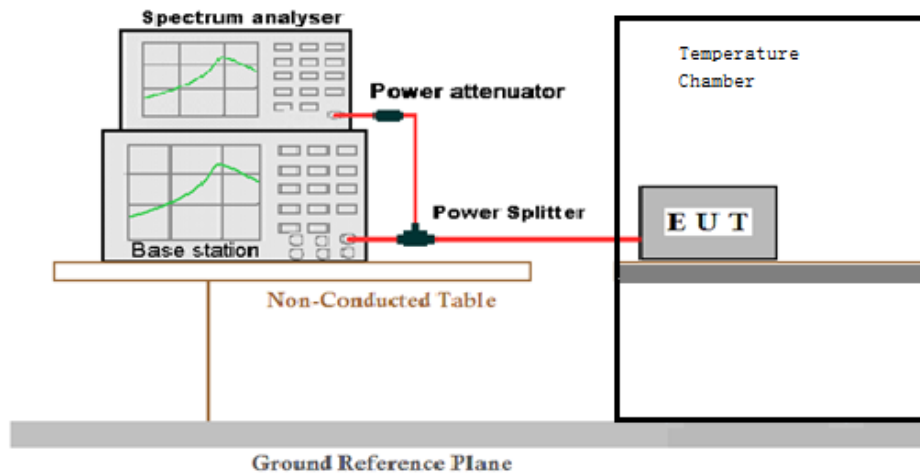 Spectrum analyser
Temperature
Chamber
Power attenuator
Power Splitter
E U T
Base station
Non-Conducted Table
Ground Reference Plane